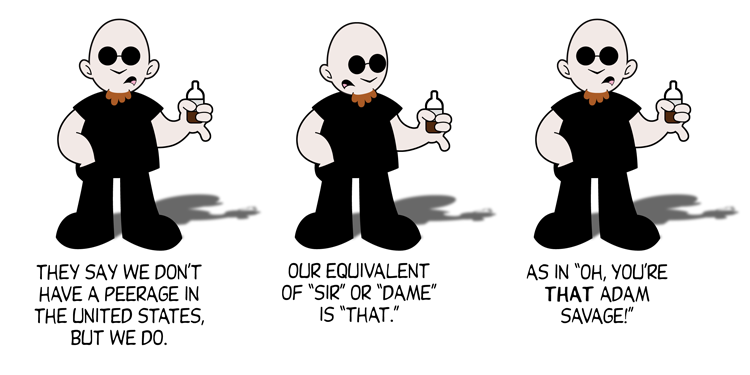 THEY SAY WE DON'T
HAVE A PEERAGE IN
THE UNITED STATES,
BUT WE DO.
OUR EQUIVALENT
OF "SIR" OR "DAME"
IS "THAT."
AS IN "OH, YOU'RE
THAT ADAM
SAVAGE!"